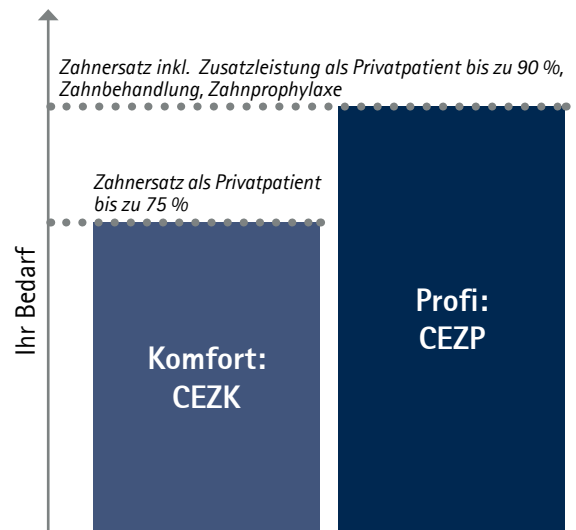 Zahnersatz inkl. Zusatzleistung als Privatpatient bis zu 90 %,
Zahnbehandlung, Zahnprophylaxe
Zahnersatz als Privatpatient
bis zu 75 %
Ihr Bedarf
Komfort:
CEZK
Profi:
CEZP